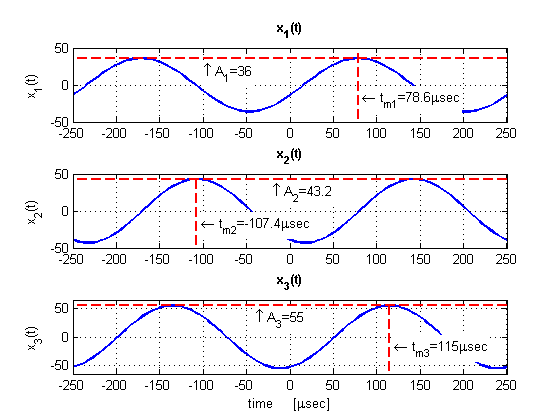 x1(t)
50
0
-50
x1(t)
↑A1=36
← tm1=78.6μsec
-250 -200 -150 -100 -50 0 50 100 150 200 250
x2(t)
50
0
-50
x2(t)
↑A2=43.2
← tm2=-107.4μsec
-250 -200 -150 -100 -50 0 50 100 150 200 250
x3(t)
50
0
-50
x3(t)
↑A3=55
← tm3=115μsec
-250 -200 -150 -100 -50 0 50 100 150 200 250
time [μsec]